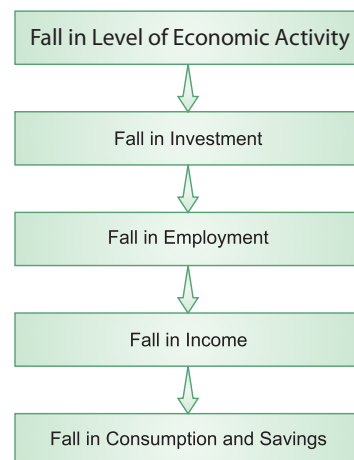 Fall in Level of Economic Activity
Fall in Investment
Fall in Employment
Fall in Income
Fall in Consumption and Savings